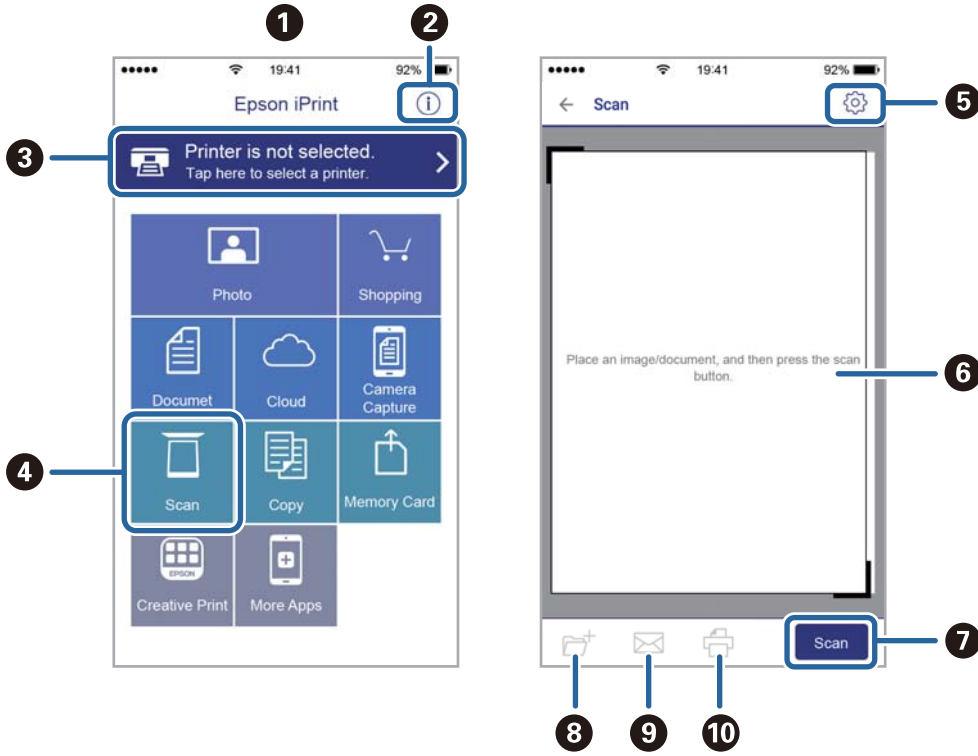 1
2
19:41
92%
Epson iPrint
i
3
Printer is not selected.
Tap here to select a printer.
Photo
Shopping
Documet
Cloud
Camera
Capture
4
Scan
Copy
Memory Card
EPSON
Creative Print
More Apps
19:41
92%
Scan
5
Place an image/document, and then press the scan
button.
6
Scan
7
8
9
10